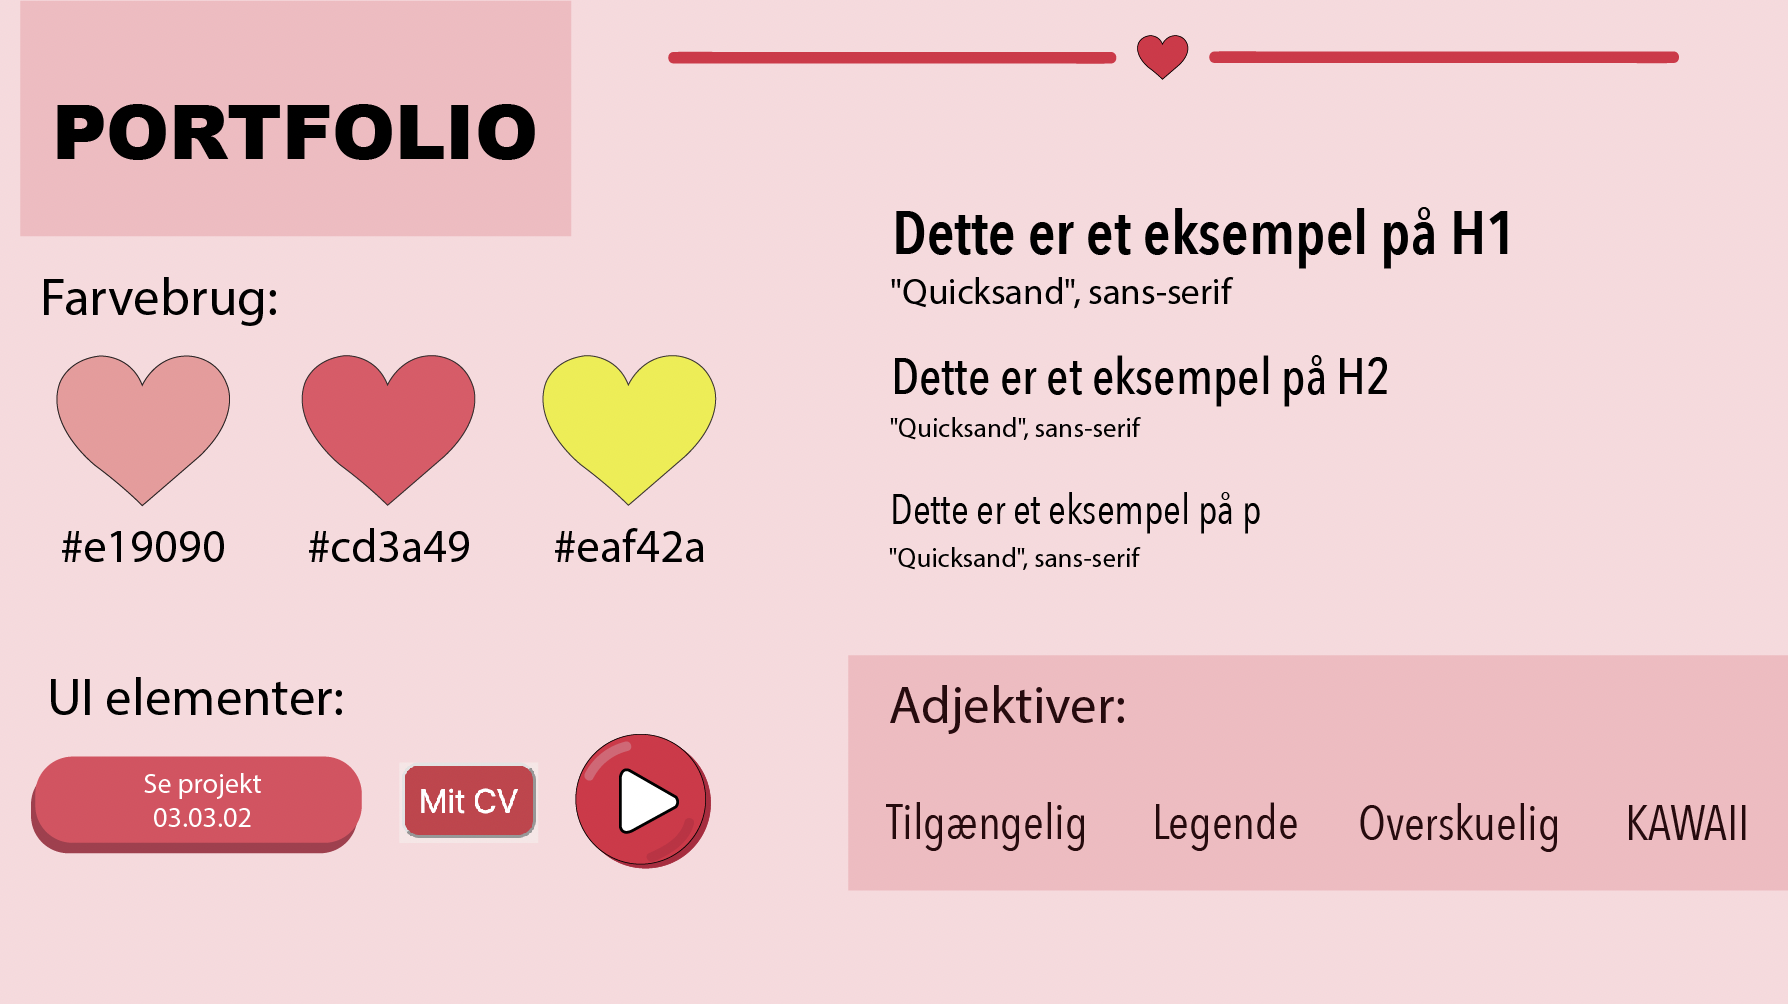 PORTFOLIO
Farvebrug:
#e19090
#cd3a49
#eaf42a
UI elementer:
Se projekt
03.03.02
Mit CV
Dette er et eksempel på H1
"Quicksand", sans-serif
Dette er et eksempel på H2
"Quicksand", sans-serif
Dette er et eksempel på p
"Quicksand", sans-serif
Adjektiver:
Tilgængelig Legende Overskuelig KAWAII